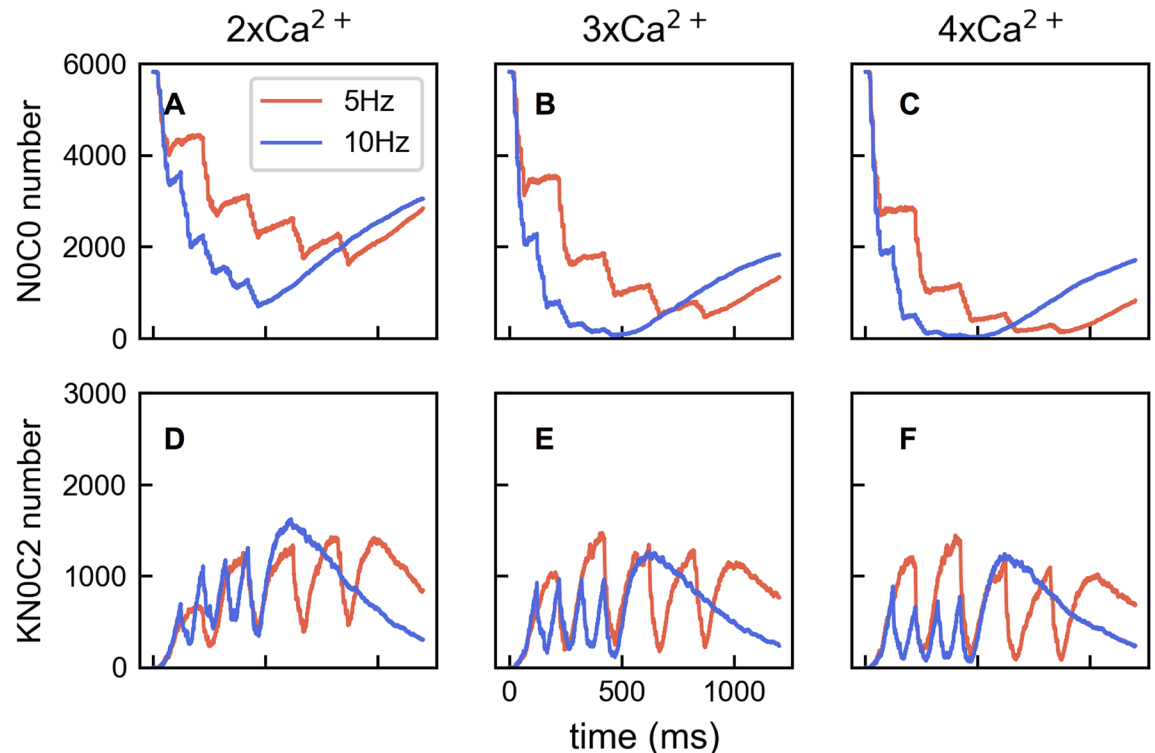 2xCa2 + 3xCa2 + 4xCa2 +
6000 A 5Hz 10Hz B C
4000
N0C0 number
2000
0
3000
D E F
2000
KN0C2 number
1000
0
0 500 1000
time (ms)